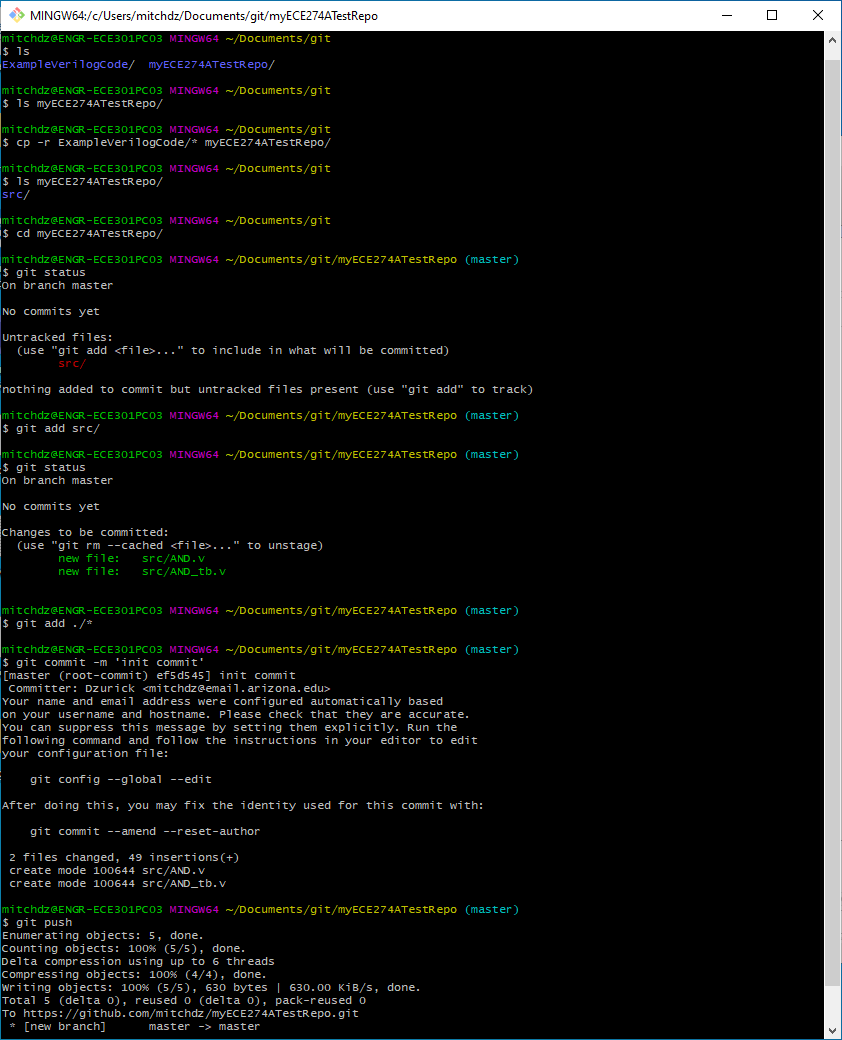 MINGW64:/c/Users/mitchdz/Documents/git/myECE274ATestRepo
mitchdz@ENGR-ECE301PC03 MINGW64 ~/Documents/git
$ ls
ExampleVerilogCode/  myECE274ATestRepo/

mitchdz@ENGR-ECE301PC03 MINGW64 ~/Documents/git
$ ls myECE274ATestRepo/

mitchdz@ENGR-ECE301PC03 MINGW64 ~/Documents/git
$ cp -r ExampleVerilogCode/* myECE274ATestRepo/

mitchdz@ENGR-ECE301PC03 MINGW64 ~/Documents/git
$ ls myECE274ATestRepo/
src/

mitchdz@ENGR-ECE301PC03 MINGW64 ~/Documents/git
$ cd myECE274ATestRepo/

mitchdz@ENGR-ECE301PC03 MINGW64 ~/Documents/git/myECE274ATestRepo (master)
$ git status
On branch master

No commits yet

Untracked files:
  (use "git add <file>..." to include in what will be committed)
        src/

nothing added to commit but untracked files present (use "git add" to track)

mitchdz@ENGR-ECE301PC03 MINGW64 ~/Documents/git/myECE274ATestRepo (master)
$ git add src/

mitchdz@ENGR-ECE301PC03 MINGW64 ~/Documents/git/myECE274ATestRepo (master)
$ git status
On branch master

No commits yet

Changes to be committed:
  (use "git rm --cached <file>..." to unstage)
        new file:   src/AND.v
        new file:   src/AND_tb.v

mitchdz@ENGR-ECE301PC03 MINGW64 ~/Documents/git/myECE274ATestRepo (master)
$ git add ./*

mitchdz@ENGR-ECE301PC03 MINGW64 ~/Documents/git/myECE274ATestRepo (master)
$ git commit -m 'init commit'
[master (root-commit) ef5d545] init commit
 Committer: Dzurick <mitchdz@email.arizona.edu>
Your name and email address were configured automatically based
on your username and hostname. Please check that they are accurate.
You can suppress this message by setting them explicitly. Run the
following command and follow the instructions in your editor to edit
your configuration file:

    git config --global --edit

After doing this, you may fix the identity used for this commit with:

    git commit --amend --reset-author

 2 files changed, 49 insertions(+)
 create mode 100644 src/AND.v
 create mode 100644 src/AND_tb.v

mitchdz@ENGR-ECE301PC03 MINGW64 ~/Documents/git/myECE274ATestRepo (master)
$ git push
Enumerating objects: 5, done.
Counting objects: 100% (5/5), done.
Delta compression using up to 6 threads
Compressing objects: 100% (4/4), done.
Writing objects: 100% (5/5), 630 bytes | 630.00 KiB/s, done.
Total 5 (delta 0), reused 0 (delta 0), pack-reused 0
To https://github.com/mitchdz/myECE274ATestRepo.git
 * [new branch]      master -> master